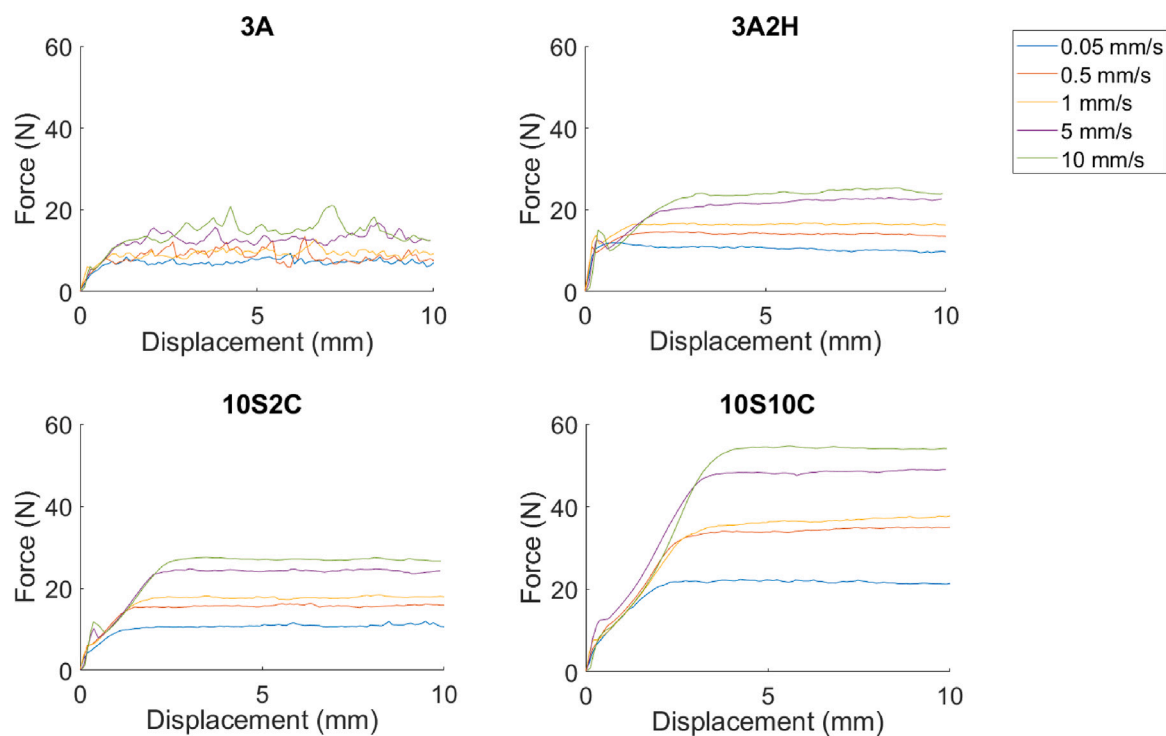 3A
60
40
20
0
Force (N)
0 5 10
Displacement (mm)
3A2H
60
40
20
0
Force (N)
0 5 10
Displacement (mm)
0.05 mm/s
0.5 mm/s
1 mm/s
5 mm/s
10 mm/s
10S2C
60
40
20
0
Force (N)
0 5 10
Displacement (mm)
10S10C
60
40
20
0
Force (N)
0 5 10
Displacement (mm)